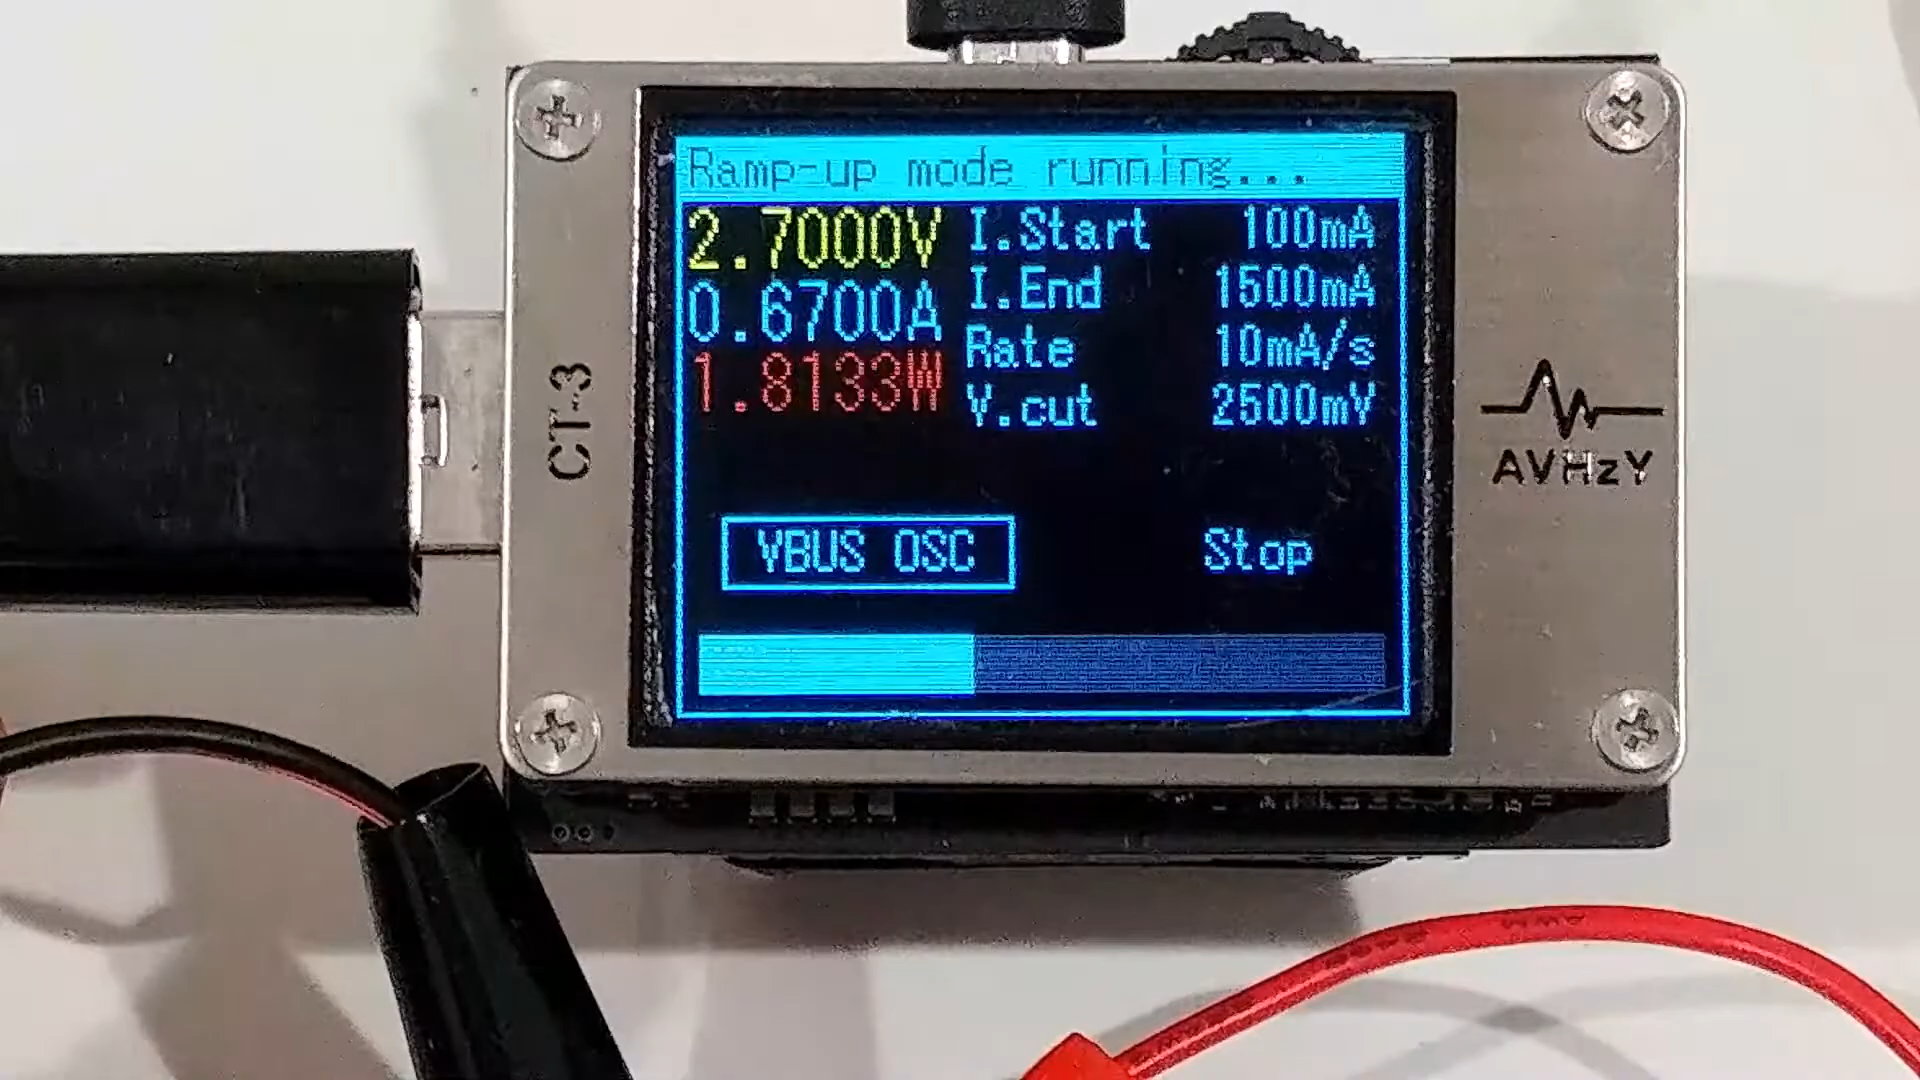 Ramp-up mode running...
2.7000V
0.6700A
1.8133W
I.Start 100mA
I.End 1500mA
Rate 10mA/s
V.cut 2500mV
VBUS OSC
Stop
CT-3
AVHzY